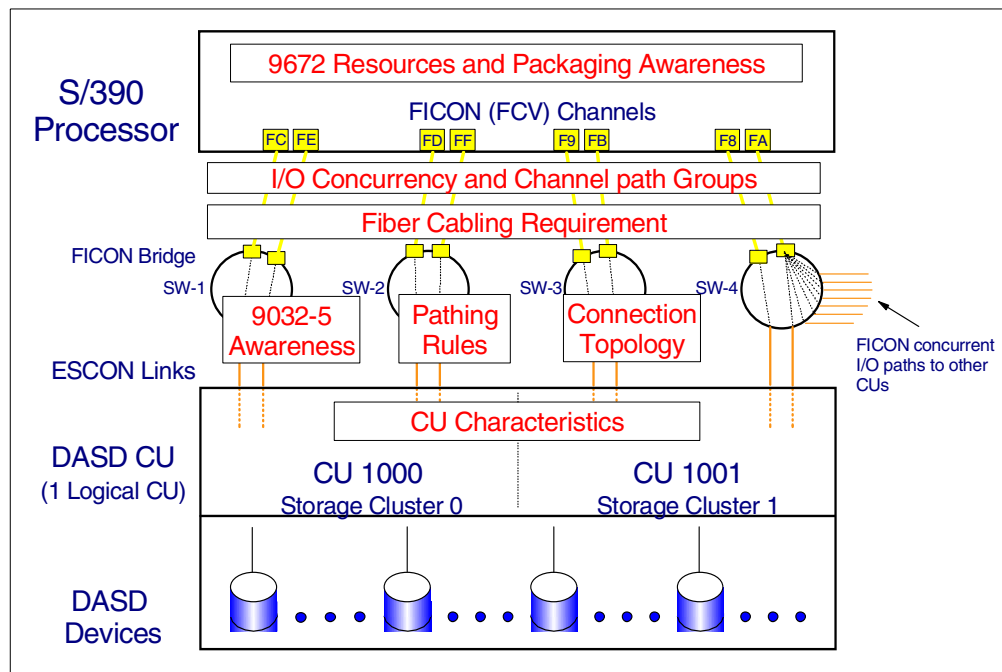 9672 Resources and Packaging Awareness
S/390
Processor
FICON (FCV) Channels
FC FE FD FF F9 FB F8 FA
I/O Concurrency and Channel path Groups
Fiber Cabling Requirement
FICON Bridge
SW-1 SW-2 SW-3 SW-4
9032-5
Awareness
Pathing
Rules
Connection
Topology
FICON concurrent
I/O paths to other
CUs
ESCON Links
CU Characteristics
DASD CU
(1 Logical CU)
CU 1000
Storage Cluster 0
CU 1001
Storage Cluster 1
DASD
Devices